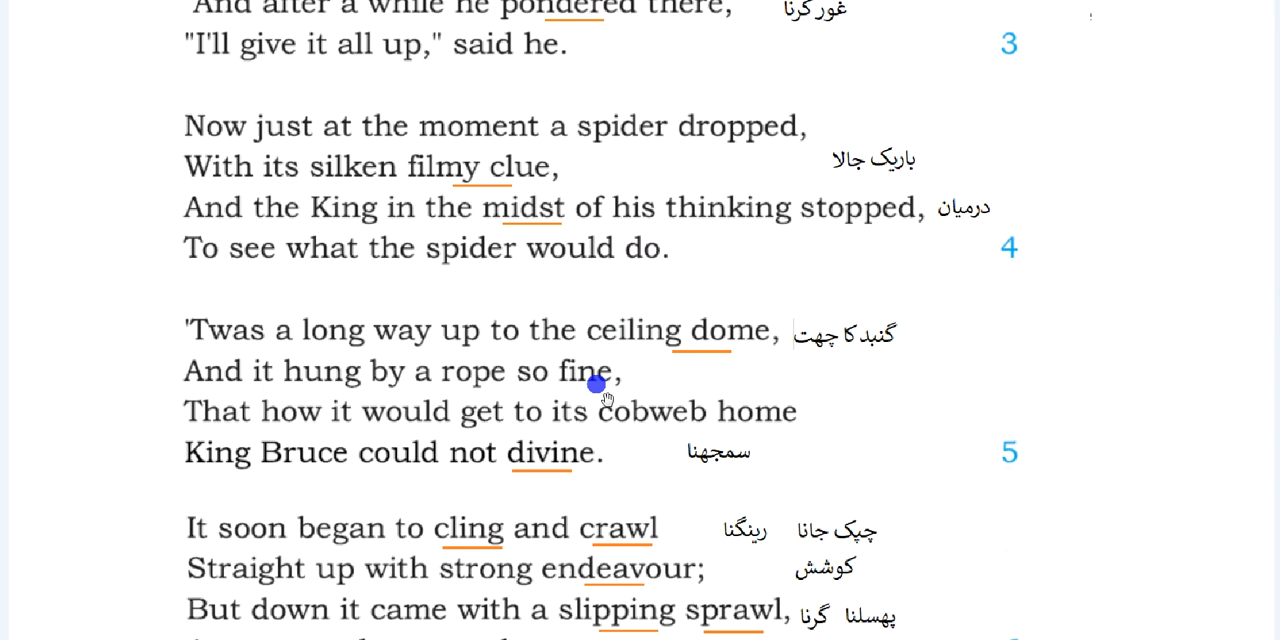 'And after a while he pondered there, غور کرنا
"I'll give it all up," said he. 3
Now just at the moment a spider dropped,
With its silken filmy clue, باریک جالا
And the King in the midst of his thinking stopped, درمیان
To see what the spider would do. 4
'Twas a long way up to the ceiling dome, گنبد کا چھت
And it hung by a rope so fine,
That how it would get to its cobweb home
King Bruce could not divine. سمجھنا 5
It soon began to cling and crawl رینگنا چپک جانا
Straight up with strong endeavour; کوشش
But down it came with a slipping sprawl, گرنا پھسلنا